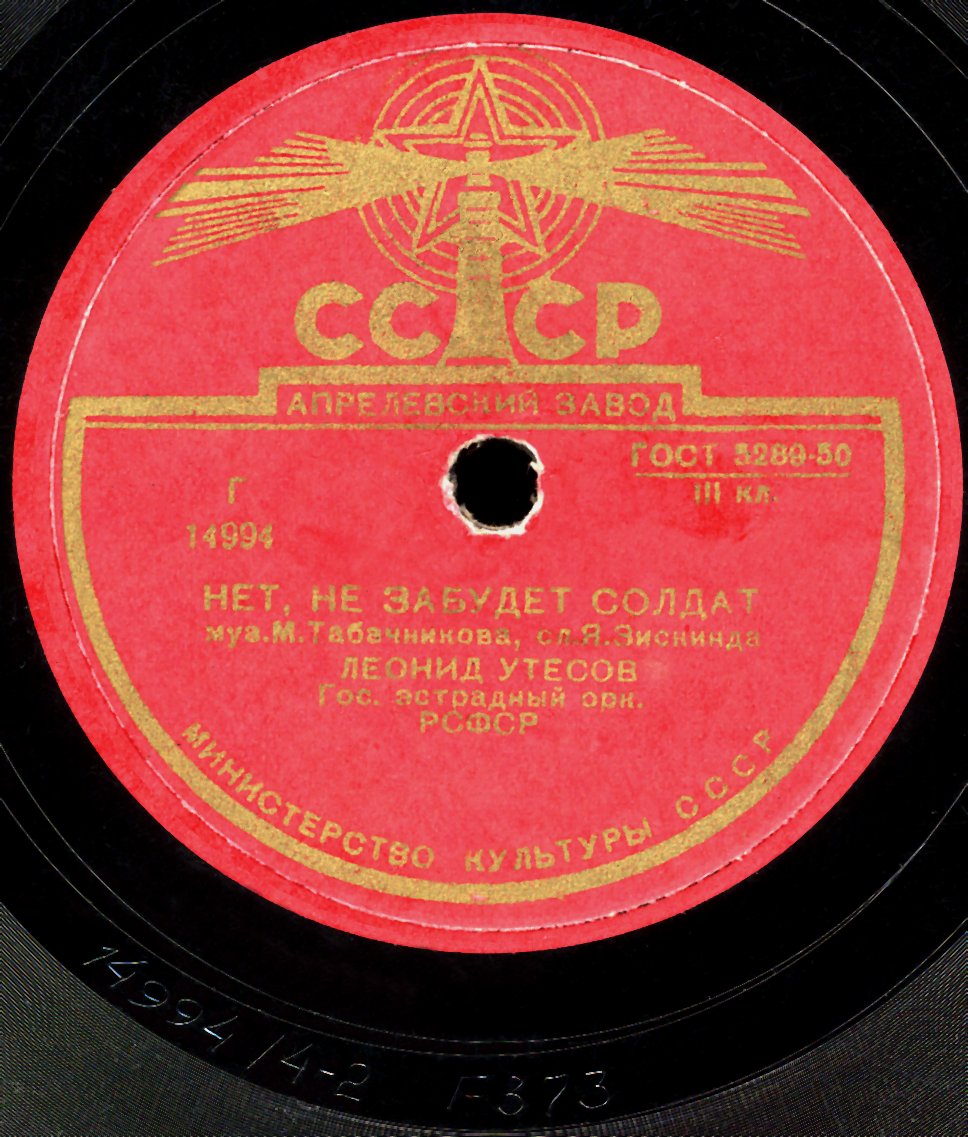 СССР
АПРЕЛЕВСКИЙ ЗАВОД
ГОСТ 5289-50
III кл.
Г
14994
НЕТ, НЕ ЗАБУДЕТ СОЛДАТ
муз.М.Табачникова, сл.Я.Зискинда
ЛЕОНИД УТЕСОВ
Гос. эстрадный орк.
РСФСР
МИНИСТЕРСТВО КУЛЬТУРЫ СССР
14994/4-2 F373